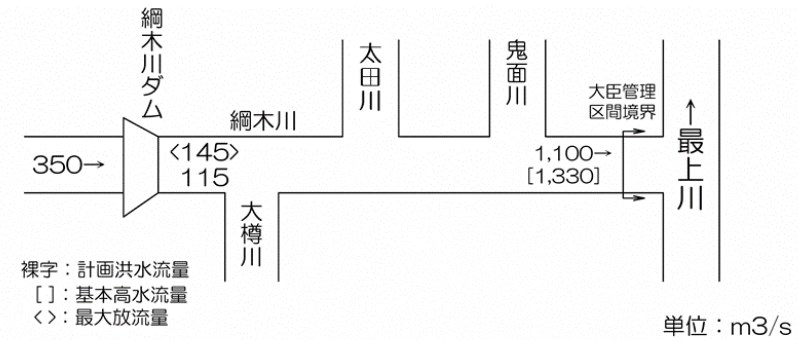 綱木川ダム
太田川
鬼面川
大臣管理
区間境界
綱木川
↑最上川
350→
<145>
115
1,100→
[1,330]
大樽川
裸字：計画洪水流量
[ ]：基本高水流量
<>：最大放流量
単位：m3/s